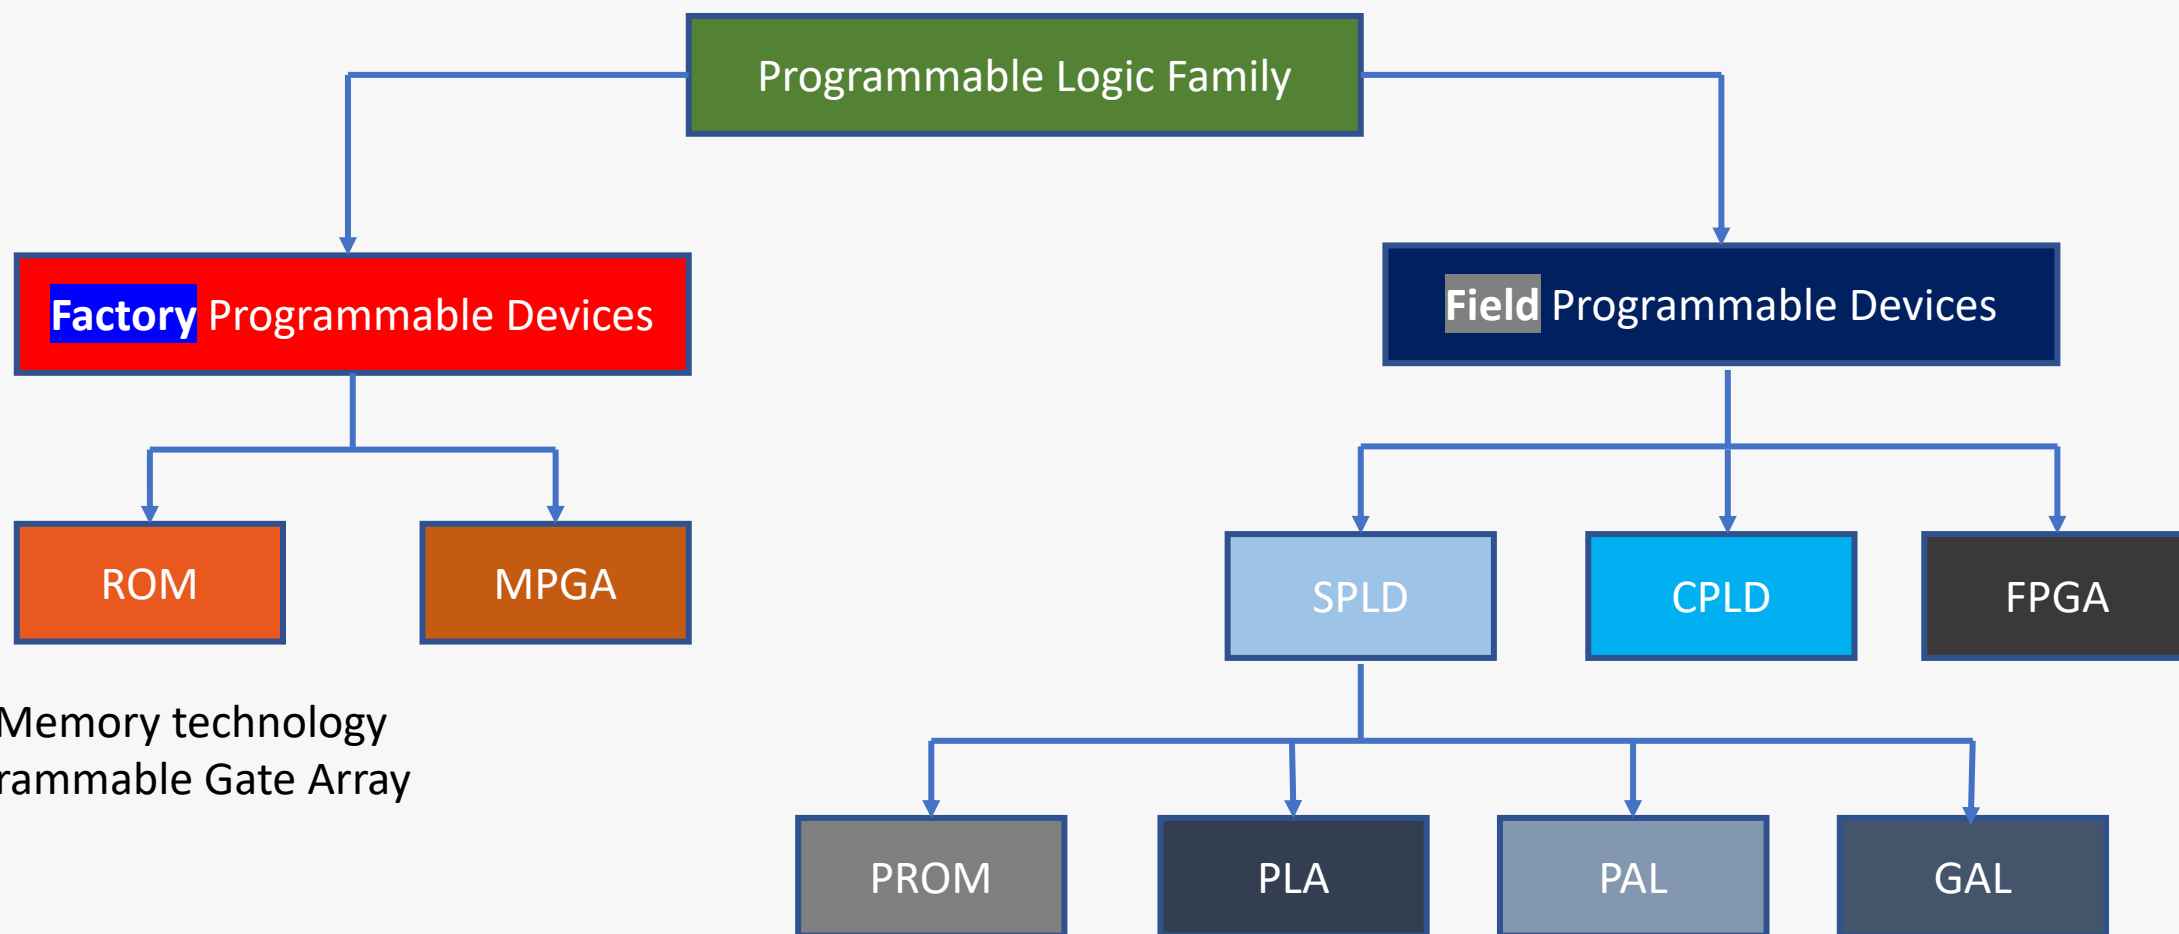 Programmable Logic Family
Factory Programmable Devices
Field Programmable Devices
ROM
MPGA
SPLD
CPLD
FPGA
Memory technology
Gate Array
PROM
PLA
PAL
GAL